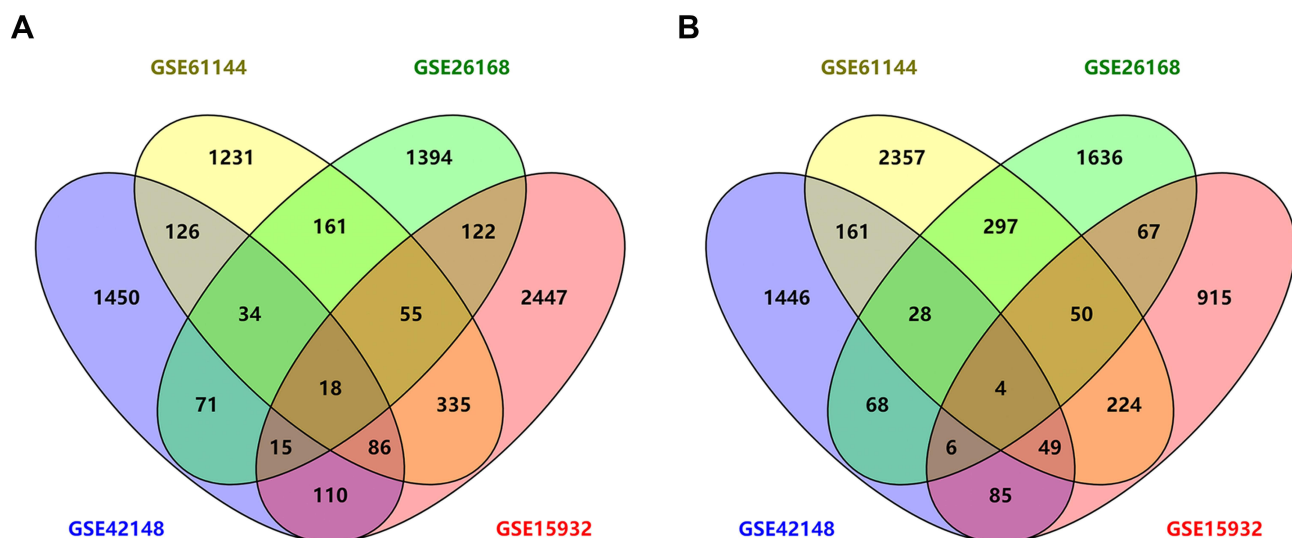 A
GSE61144 GSE26168
1231 1394
126 161 122
1450 34 55 2447
71 18 335
15 86
110
GSE42148 GSE15932
B
GSE61144 GSE26168
2357 1636
161 297 67
1446 28 50 915
68 4 224
6 49
85
GSE42148 GSE15932